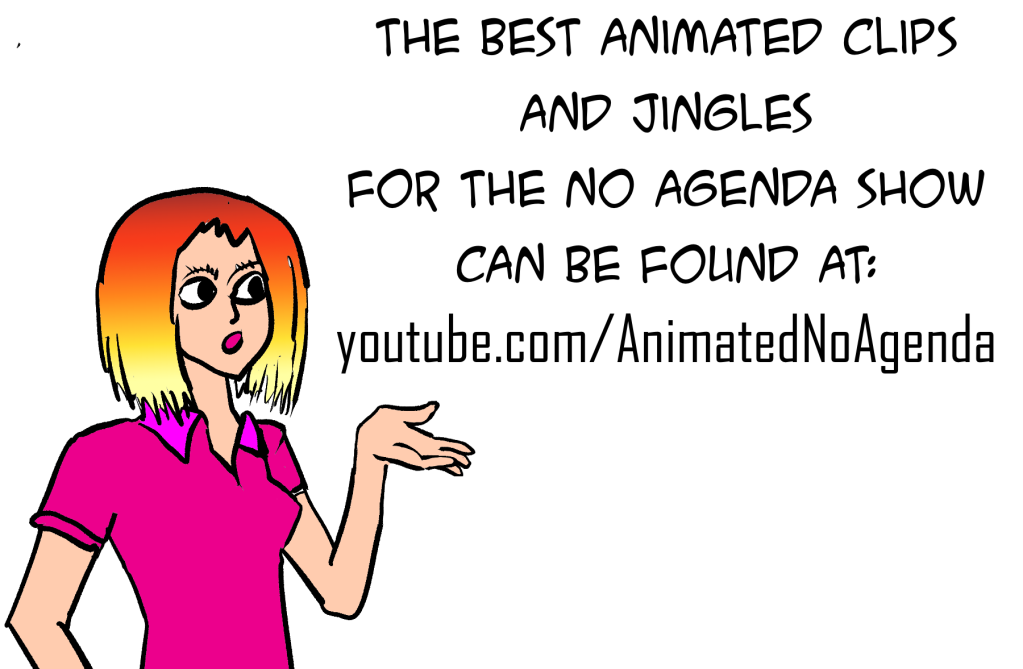 THE BEST ANIMATED CLIPS
AND JINGLES
FOR THE NO AGENDA SHOW
CAN BE FOUND AT:
youtube.com/AnimatedNoAgenda